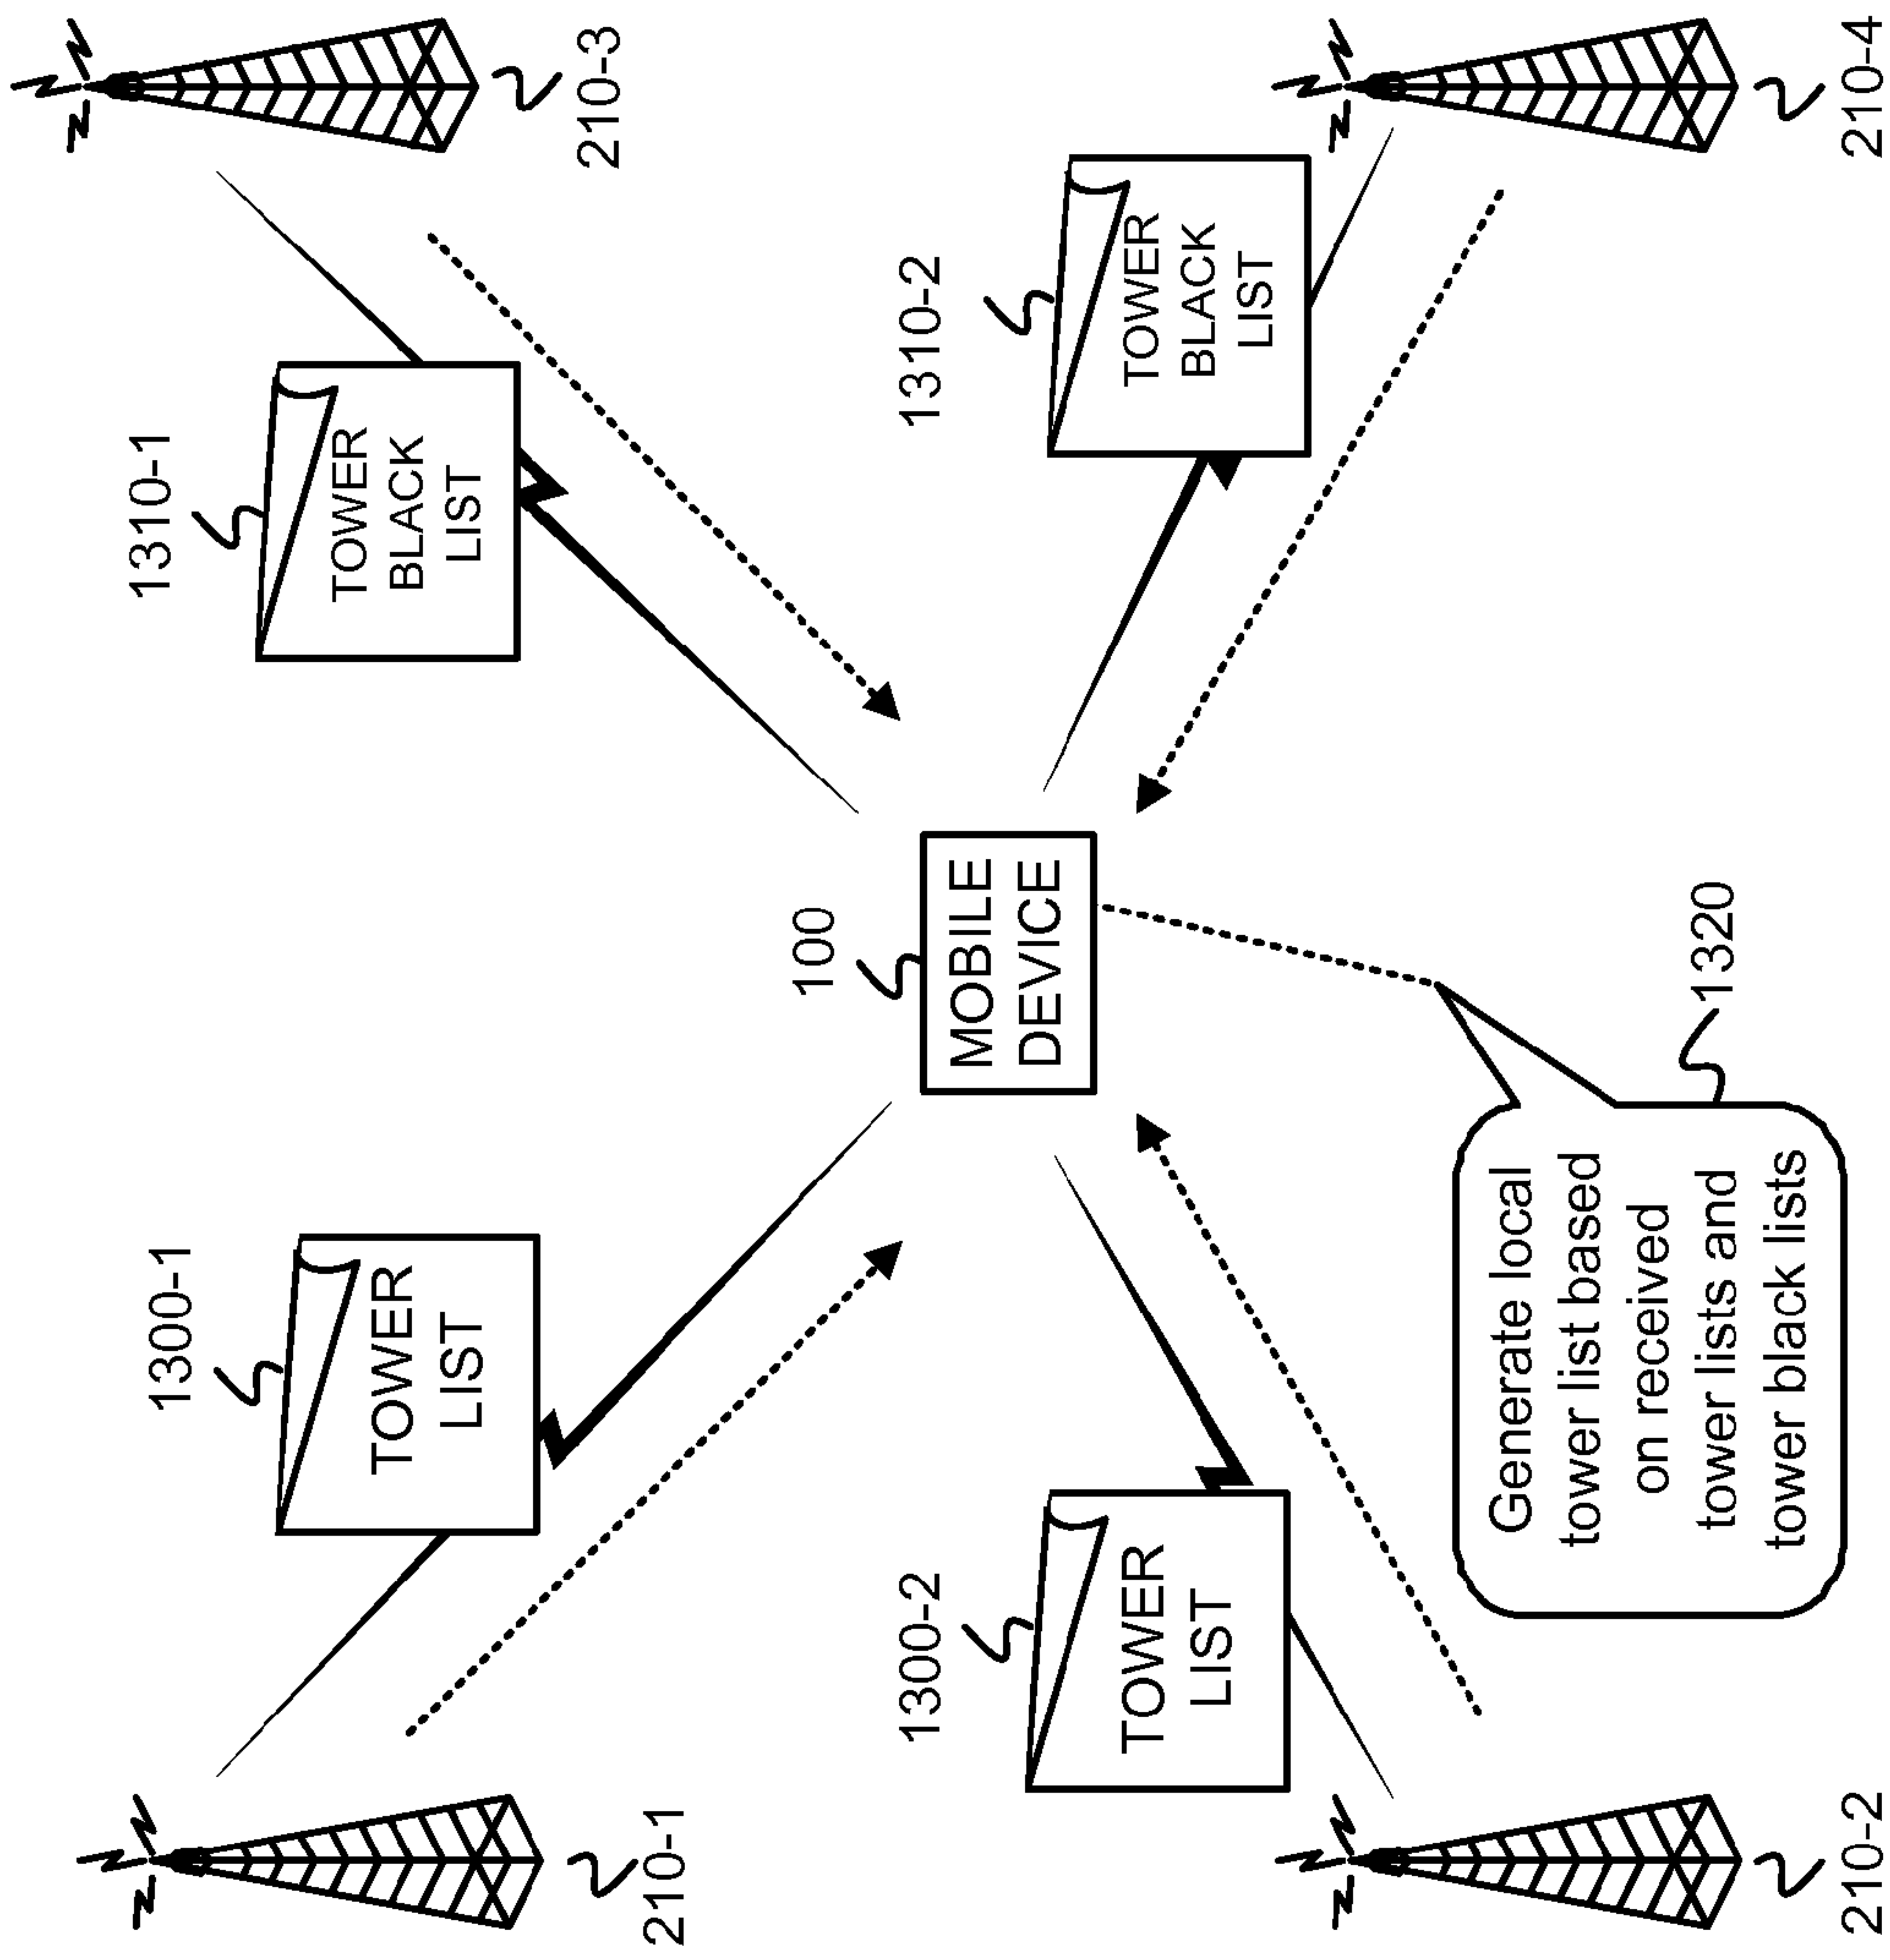 210-1
1300-1
TOWER
LIST
1310-1
TOWER
BLACK
LIST
210-3
100
MOBILE
DEVICE
210-2
1300-2
TOWER
LIST
1310-2
TOWER
BLACK
LIST
210-4
1320
Generate local
tower list based
on received
tower lists and
tower black lists